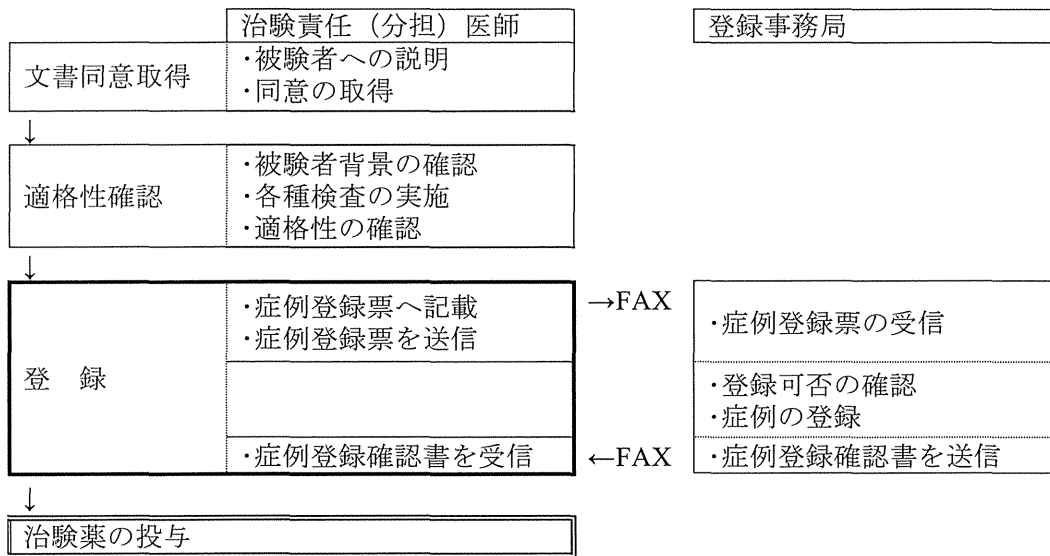 治験責任（分担）医師
登録事務局
文書同意取得
・被験者への説明
・同意の取得
↓
適格性確認
・被験者背景の確認
・各種検査の実施
・適格性の確認
↓
登　録
・症例登録票へ記載
・症例登録票を送信
→FAX
・症例登録票の受信
・登録可否の確認
・症例の登録
・症例登録確認書を受信
←FAX
・症例登録確認書を送信
↓
治験薬の投与